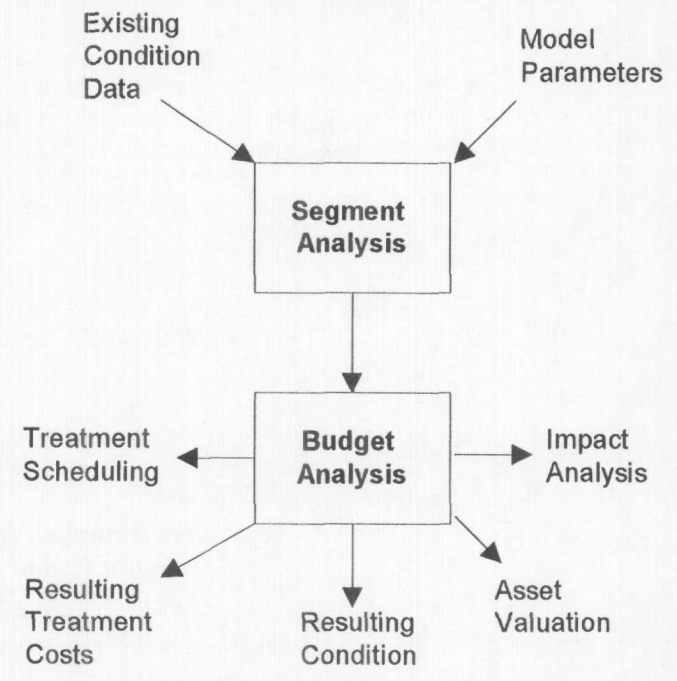 Existing
Condition
Data
Model
Parameters
Segment
Analysis
Treatment
Scheduling
Budget
Analysis
Impact
Analysis
Resulting
Treatment
Costs
Resulting
Condition
Asset
Valuation